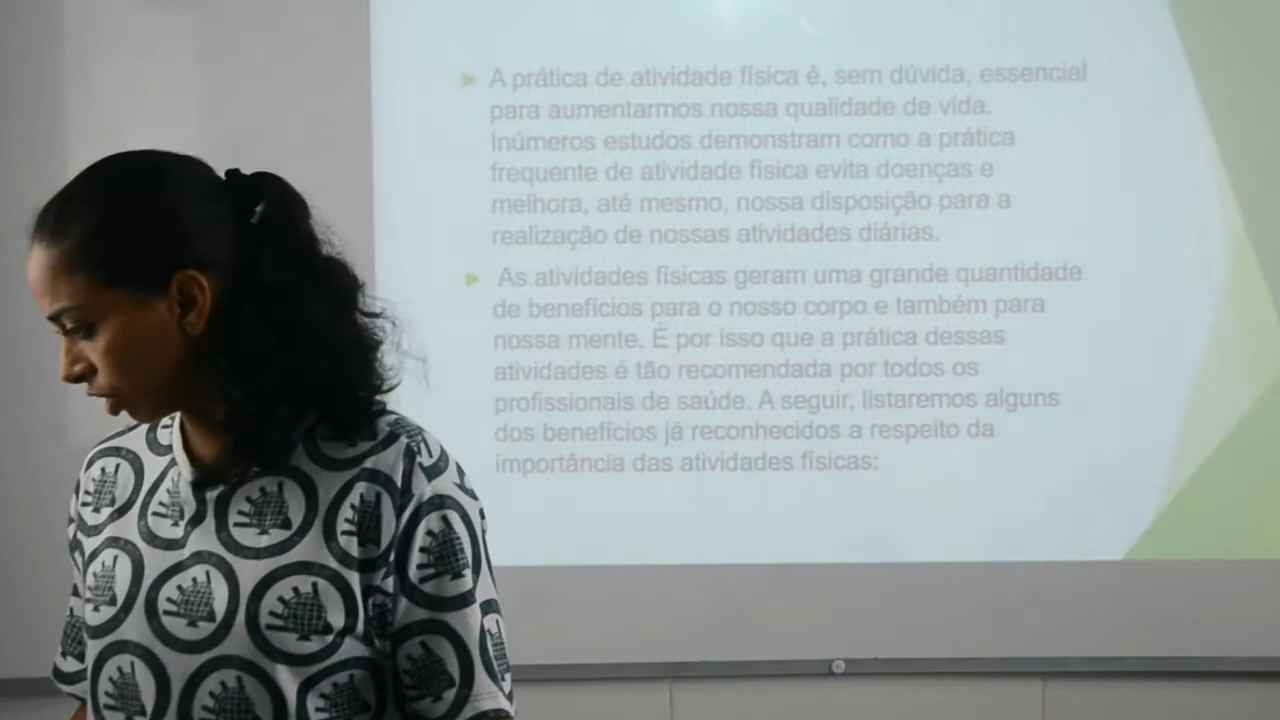 A prática de atividade física é, sem dúvida, essencial
para aumentarmos nossa qualidade de vida.
Inúmeros estudos demonstram como a prática
frequente de atividade física evita doenças e
melhora, até mesmo, nossa disposição para a
realização de nossas atividades diárias.
As atividades físicas geram uma grande quantidade
de benefícios para o nosso corpo e também para
nossa mente. É por isso que a prática dessas
atividades é tão recomendada por todos os
profissionais de saúde. A seguir, listaremos alguns
dos benefícios já reconhecidos a respeito da
importância das atividades físicas: